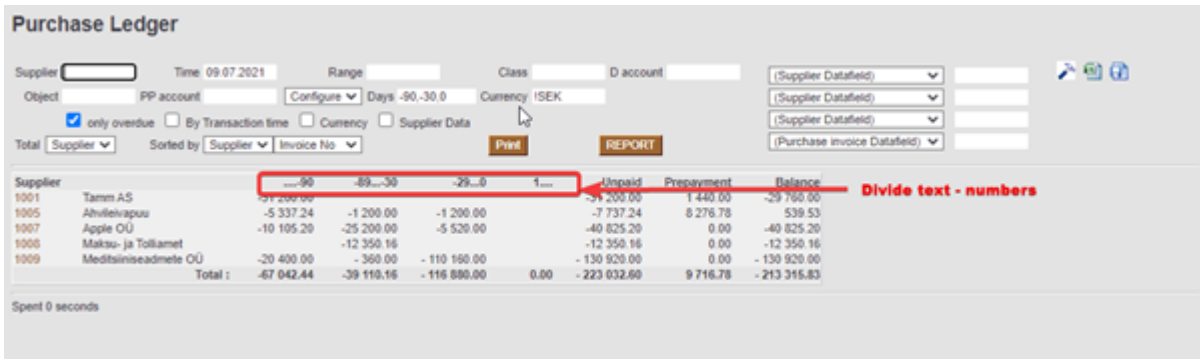 Purchase Ledger
Supplier Time 09.07.2021 Range Class D account (Supplier Datafield)
Object PP account Configure Days -90,-30,0 Currency !SEK (Supplier Datafield)
only overdue By Transaction time Currency Supplier Data (Supplier Datafield)
Total Supplier Sorted by Supplier Invoice No Print REPORT (Purchase invoice Datafield)
Supplier ....-90 -89...-30 -29...0 1.... Unpaid Prepayment Balance
Divide text - numbers
1001 Tamm AS -31 200.00 -31 200.00 1 440.00 -29 760.00
1005 Ahvileivapuu -5 337.24 -1 200.00 -1 200.00 -7 737.24 8 276.78 539.53
1007 Apple OÜ -10 105.20 -25 200.00 -5 520.00 -40 825.20 0.00 -40 825.20
1008 Maksu- ja Tolliamet -12 350.16 -12 350.16 0.00 -12 350.16
1009 Meditsiiniseadmete OÜ -20 400.00 - 360.00 - 110 160.00 - 130 920.00 0.00 - 130 920.00
Total : -67 042.44 -39 110.16 - 116 880.00 0.00 - 223 032.60 9 716.78 - 213 315.83
Spent 0 seconds